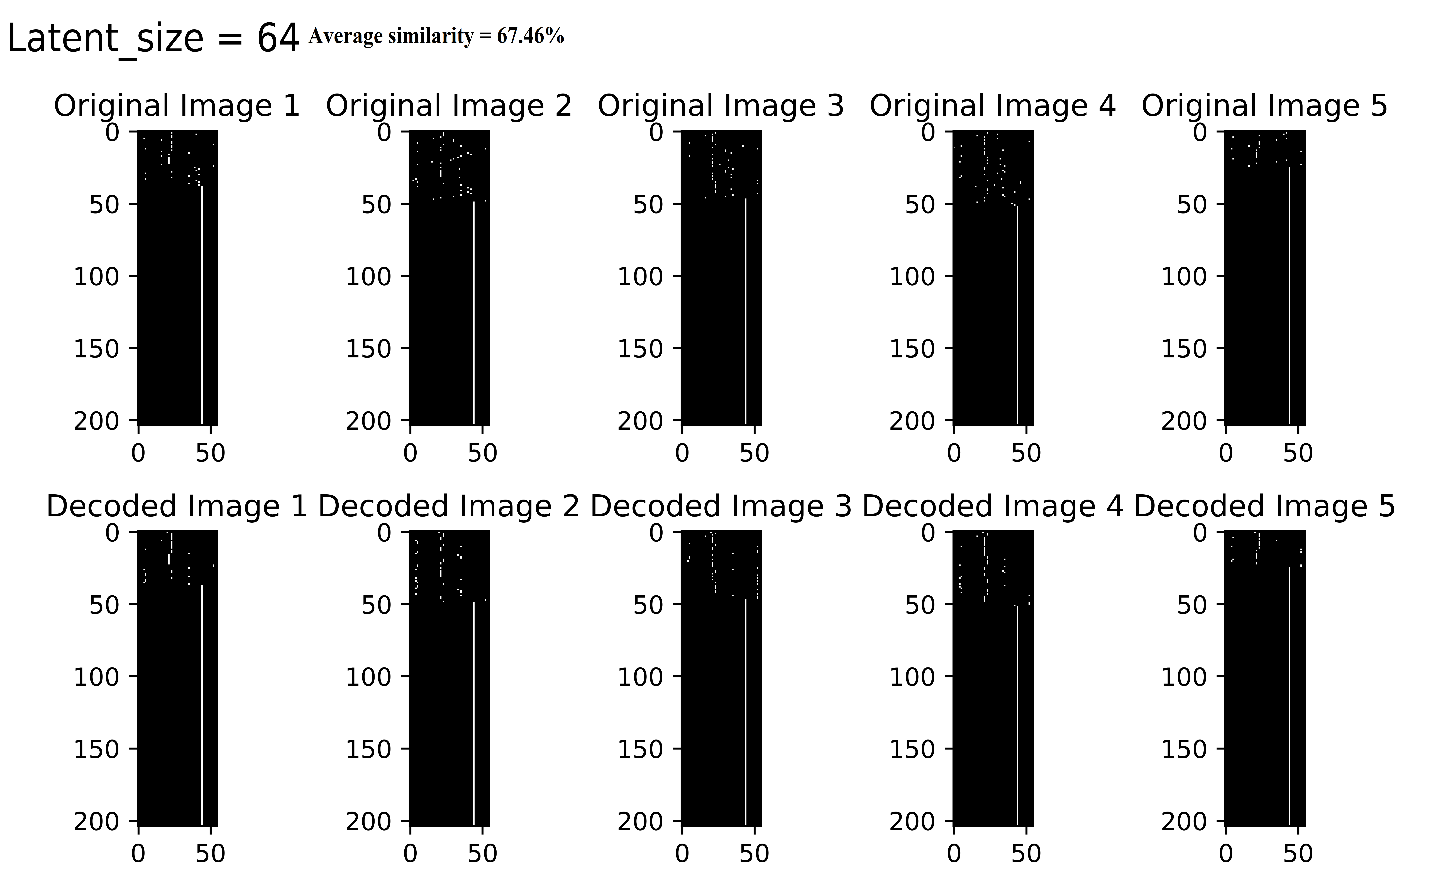 Latent_size = 64 Average similarity = 67.46%
Original Image 1 Original Image 2 Original Image 3 Original Image 4 Original Image 5
0 0 0 0 0
50 50 50 50 50
100 100 100 100 100
150 150 150 150 150
200 200 200 200 200
0 50 0 50 0 50 0 50 0 50
Decoded Image 1 Decoded Image 2 Decoded Image 3 Decoded Image 4 Decoded Image 5
0 0 0 0 0
50 50 50 50 50
100 100 100 100 100
150 150 150 150 150
200 200 200 200 200
0 50 0 50 0 50 0 50 0 50